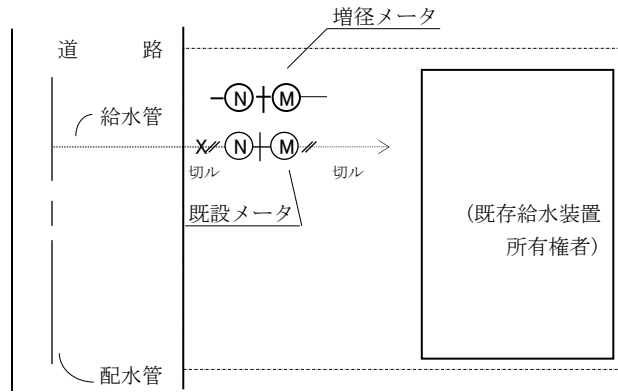 増径メータ
道 路
N M
給水管
X N M
切ル 切ル
既設メータ
(既存給水装置
所有権者)
配水管